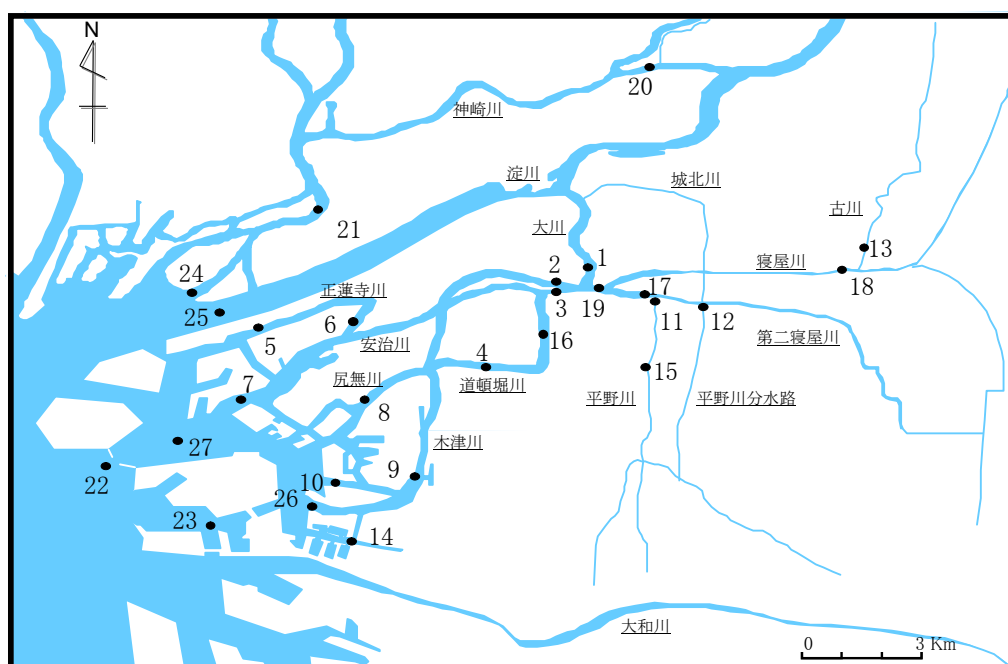 N
20
神崎川
淀川
城北川
古川
21
大川
13
1
寝屋川
24
2
18
正蓮寺川
17
25
3
19
11
12
6
5
安治川
16
第二寝屋川
4
15
7
尻無川
道頓堀川
平野川
平野川分水路
8
木津川
27
22
9
10
26
23
14
大和川
0 3 Km